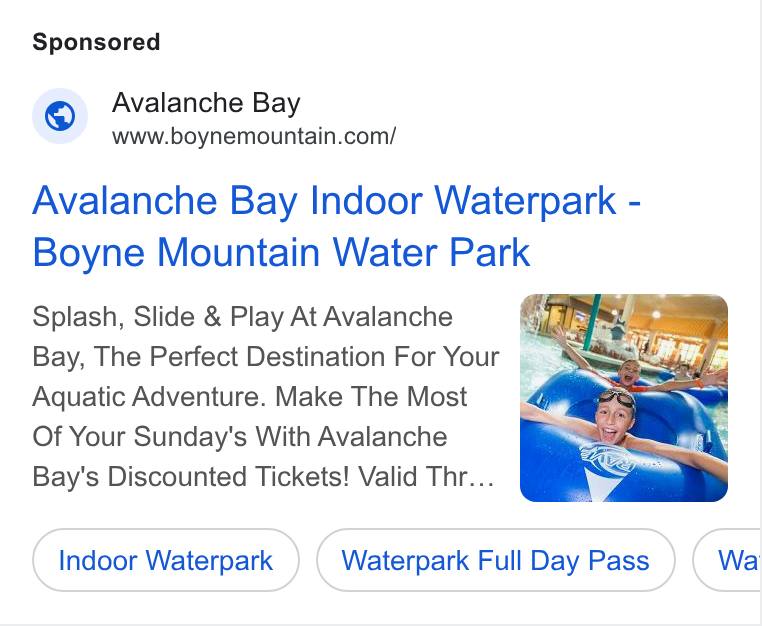 Sponsored
Avalanche Bay
www.boynemountain.com/
Avalanche Bay Indoor Waterpark -
Boyne Mountain Water Park
Splash, Slide & Play At Avalanche
Bay, The Perfect Destination For Your
Aquatic Adventure. Make The Most
Of Your Sunday's With Avalanche
Bay's Discounted Tickets! Valid Thr...
RAVE
Indoor Waterpark
Waterpark Full Day Pass